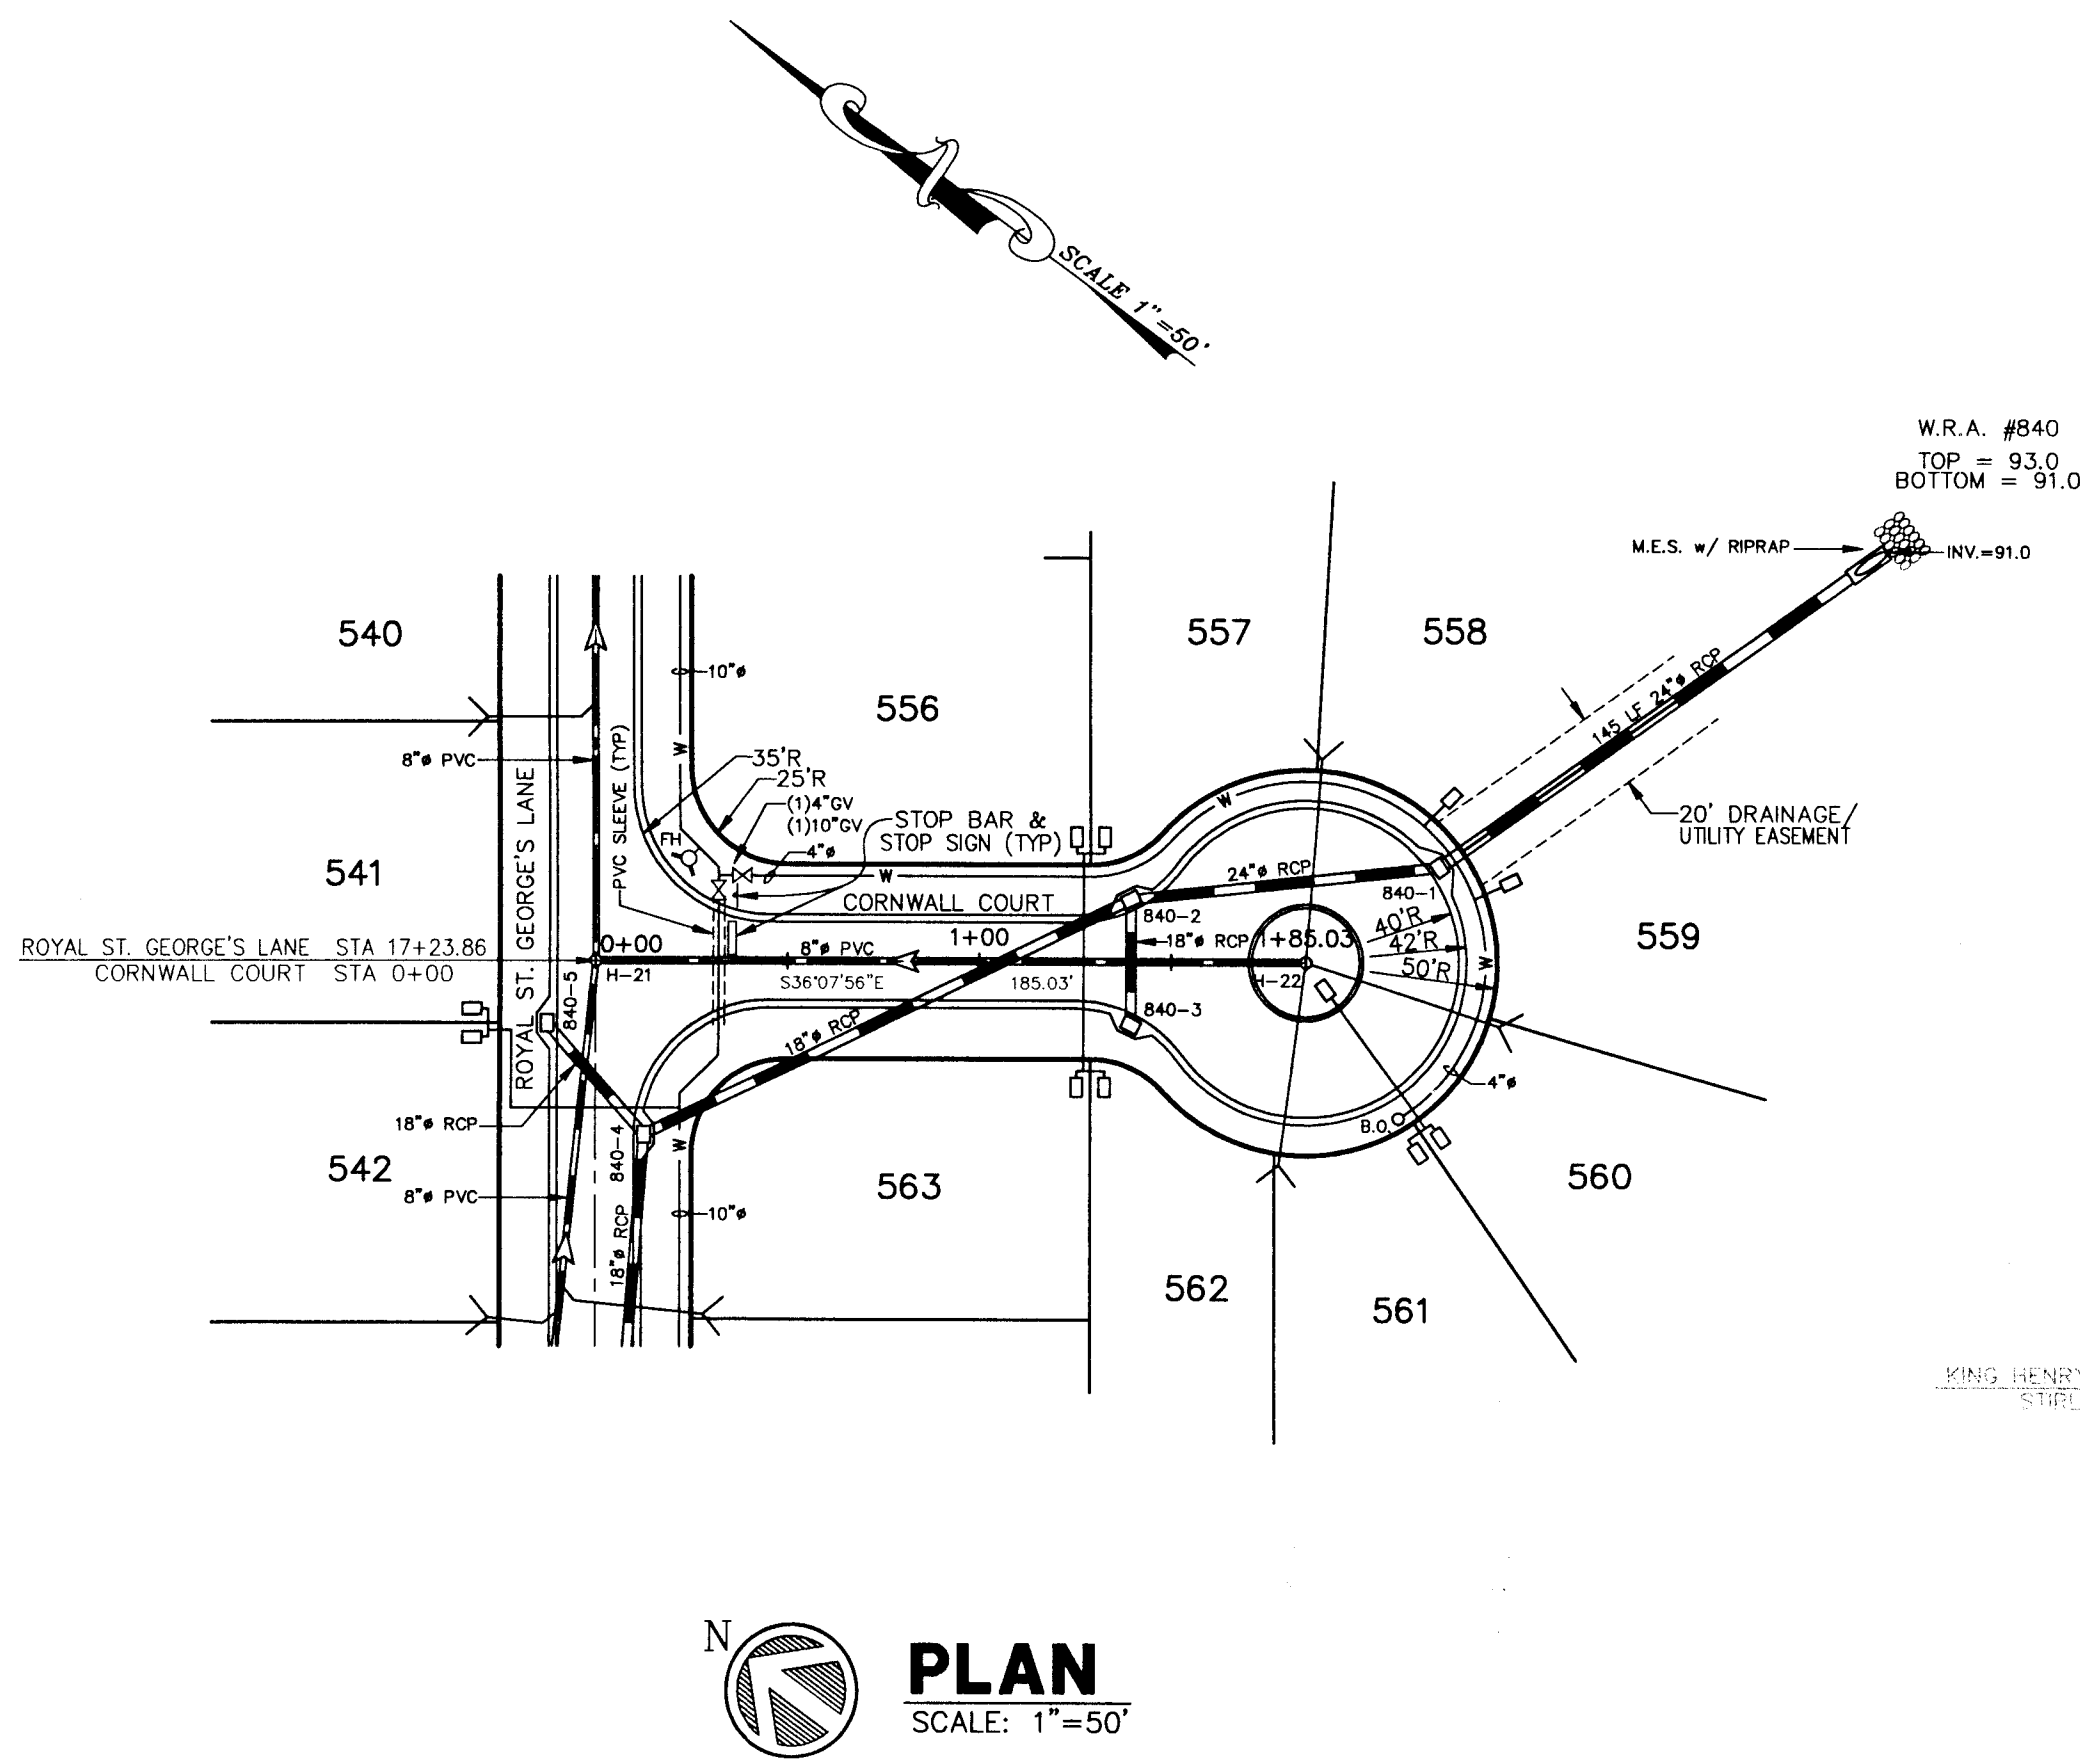 SCALE 1"=50'
W.R.A. #840
TOP = 93.0
BOTTOM = 91.0
M.E.S. w/ RIPRAP
INV.=91.0
540
557
558
145 LF 24"ø RCP
10"ø
556
8"ø PVC
PVC SLEEVE (TYP)
W
35'R
25'R
(1)4"GV
(1)10"GV
STOP BAR &
STOP SIGN (TYP)
20' DRAINAGE/
UTILITY EASEMENT
W
FH
4"ø
W
24"ø RCP
541
ROYAL ST. GEORGE'S LANE
CORNWALL COURT
840-1
840-2
40'R
42'R
50'R
W
559
ROYAL ST. GEORGE'S LANE STA 17+23.86
CORNWALL COURT STA 0+00
0+00
8"ø PVC
1+00
18"ø RCP
1+85.03
H-21
S36°07'56"E
185.03'
H-22
840-5
840-3
18"ø RCP
4"ø
18"ø RCP
B.O.
840-4
W
542
8"ø PVC
563
560
10"ø
18"ø RCP
562
561
KING HENRY
N
PLAN
SCALE: 1"=50'